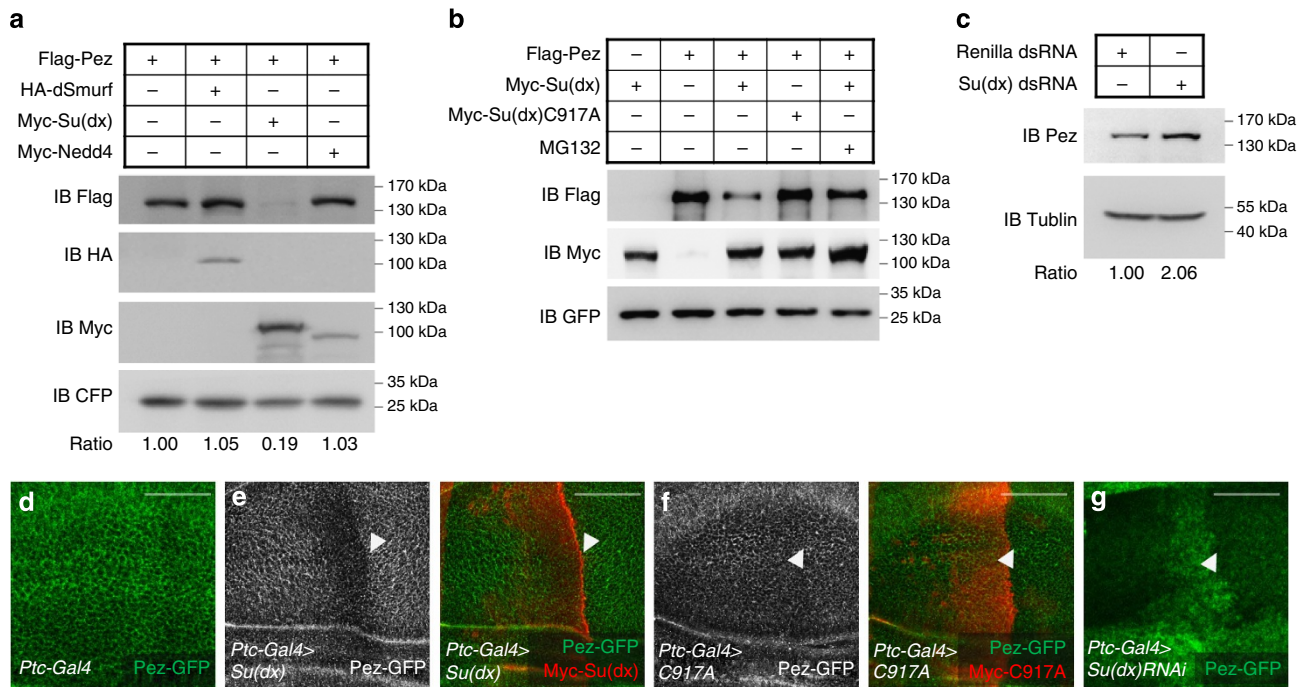 a
Flag-Pez + + + +
HA-dSmurf – + – –
Myc-Su(dx) – – + –
Myc-Nedd4 – – – +
IB Flag
170 kDa
130 kDa
IB HA
130 kDa
100 kDa
IB Myc
130 kDa
100 kDa
IB CFP
35 kDa
25 kDa
Ratio 1.00 1.05 0.19 1.03
b
Flag-Pez – + + + +
Myc-Su(dx) + – + – +
Myc-Su(dx)C917A – – – + –
MG132 – – – – +
IB Flag
170 kDa
130 kDa
IB Myc
130 kDa
100 kDa
IB GFP
35 kDa
25 kDa
c
Renilla dsRNA + –
Su(dx) dsRNA – +
IB Pez
170 kDa
130 kDa
IB Tublin
55 kDa
40 kDa
Ratio 1.00 2.06
d
Ptc-Gal4 Pez-GFP
e
Ptc-Gal4>
Su(dx) Pez-GFP
Ptc-Gal4> Pez-GFP
Su(dx) Myc-Su(dx)
f
Ptc-Gal4>
C917A Pez-GFP
Ptc-Gal4> Pez-GFP
C917A Myc-C917A
g
Ptc-Gal4>
Su(dx)RNAi Pez-GFP